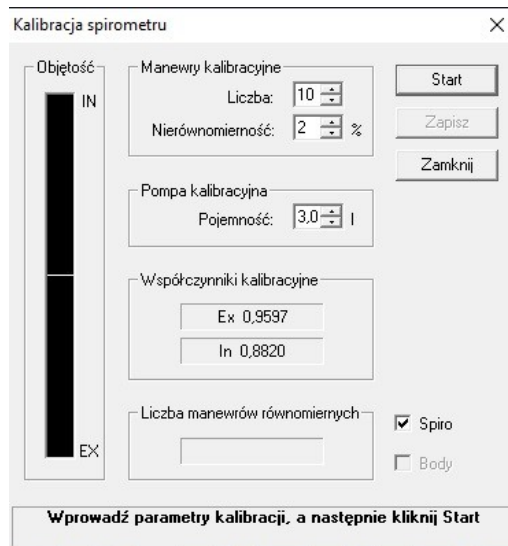 Kalibracja spirometru
Objętość
IN
EX
Manewry kalibracyjne
Liczba: 10
Nierównomierność: 2 %
Pompa kalibracyjna
Pojemność: 3,0 l
Współczynniki kalibracyjne
Ex 0,9597
In 0,8820
Liczba manewrów równomiernych
Start
Zapisz
Zamknij
Spiro
Body
Wprowadź parametry kalibracji, a następnie kliknij Start